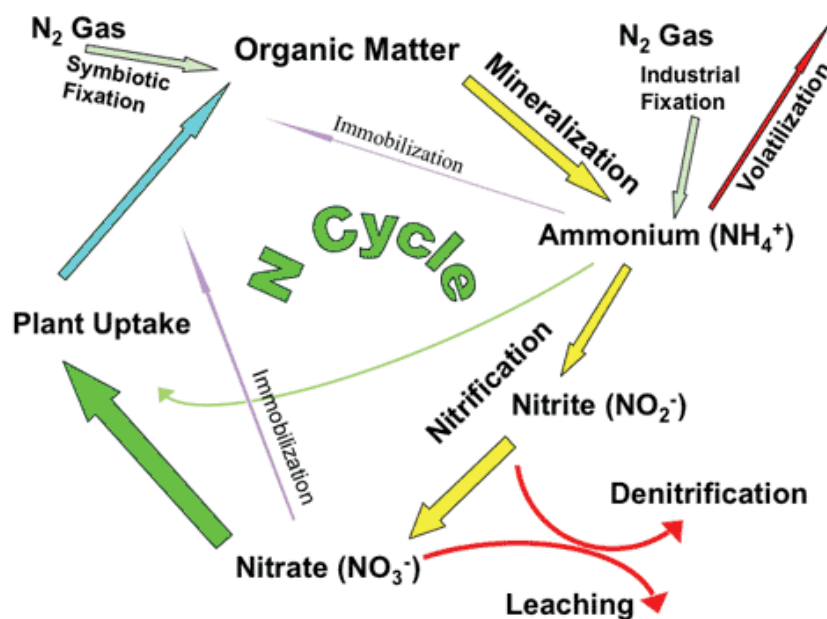 N₂ Gas
Symbiotic
Fixation
Organic Matter
Mineralization
N₂ Gas
Industrial
Fixation
Volatilization
Immobilization
N Cycle
Ammonium (NH₄⁺)
Plant Uptake
Nitrification
Nitrite (NO₂⁻)
Immobilization
Denitrification
Nitrate (NO₃⁻)
Leaching